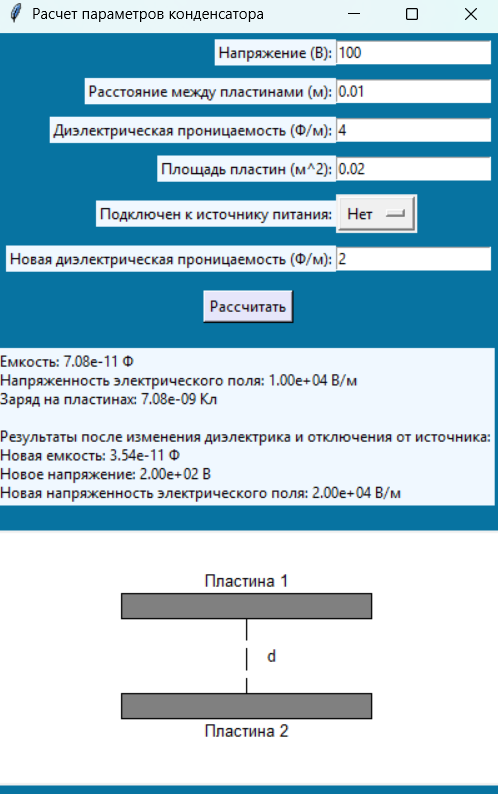 Расчет параметров конденсатора
Напряжение (В): 100
Расстояние между пластинами (м): 0.01
Диэлектрическая проницаемость (Ф/м): 4
Площадь пластин (м^2): 0.02
Подключен к источнику питания: Нет
Новая диэлектрическая проницаемость (Ф/м): 2
Рассчитать
Емкость: 7.08e-11 Ф
Напряженность электрического поля: 1.00e+04 В/м
Заряд на пластинах: 7.08e-09 Кл
Результаты после изменения диэлектрика и отключения от источника:
Новая емкость: 3.54e-11 Ф
Новое напряжение: 2.00e+02 В
Новая напряженность электрического поля: 2.00e+04 В/м
Пластина 1
d
Пластина 2